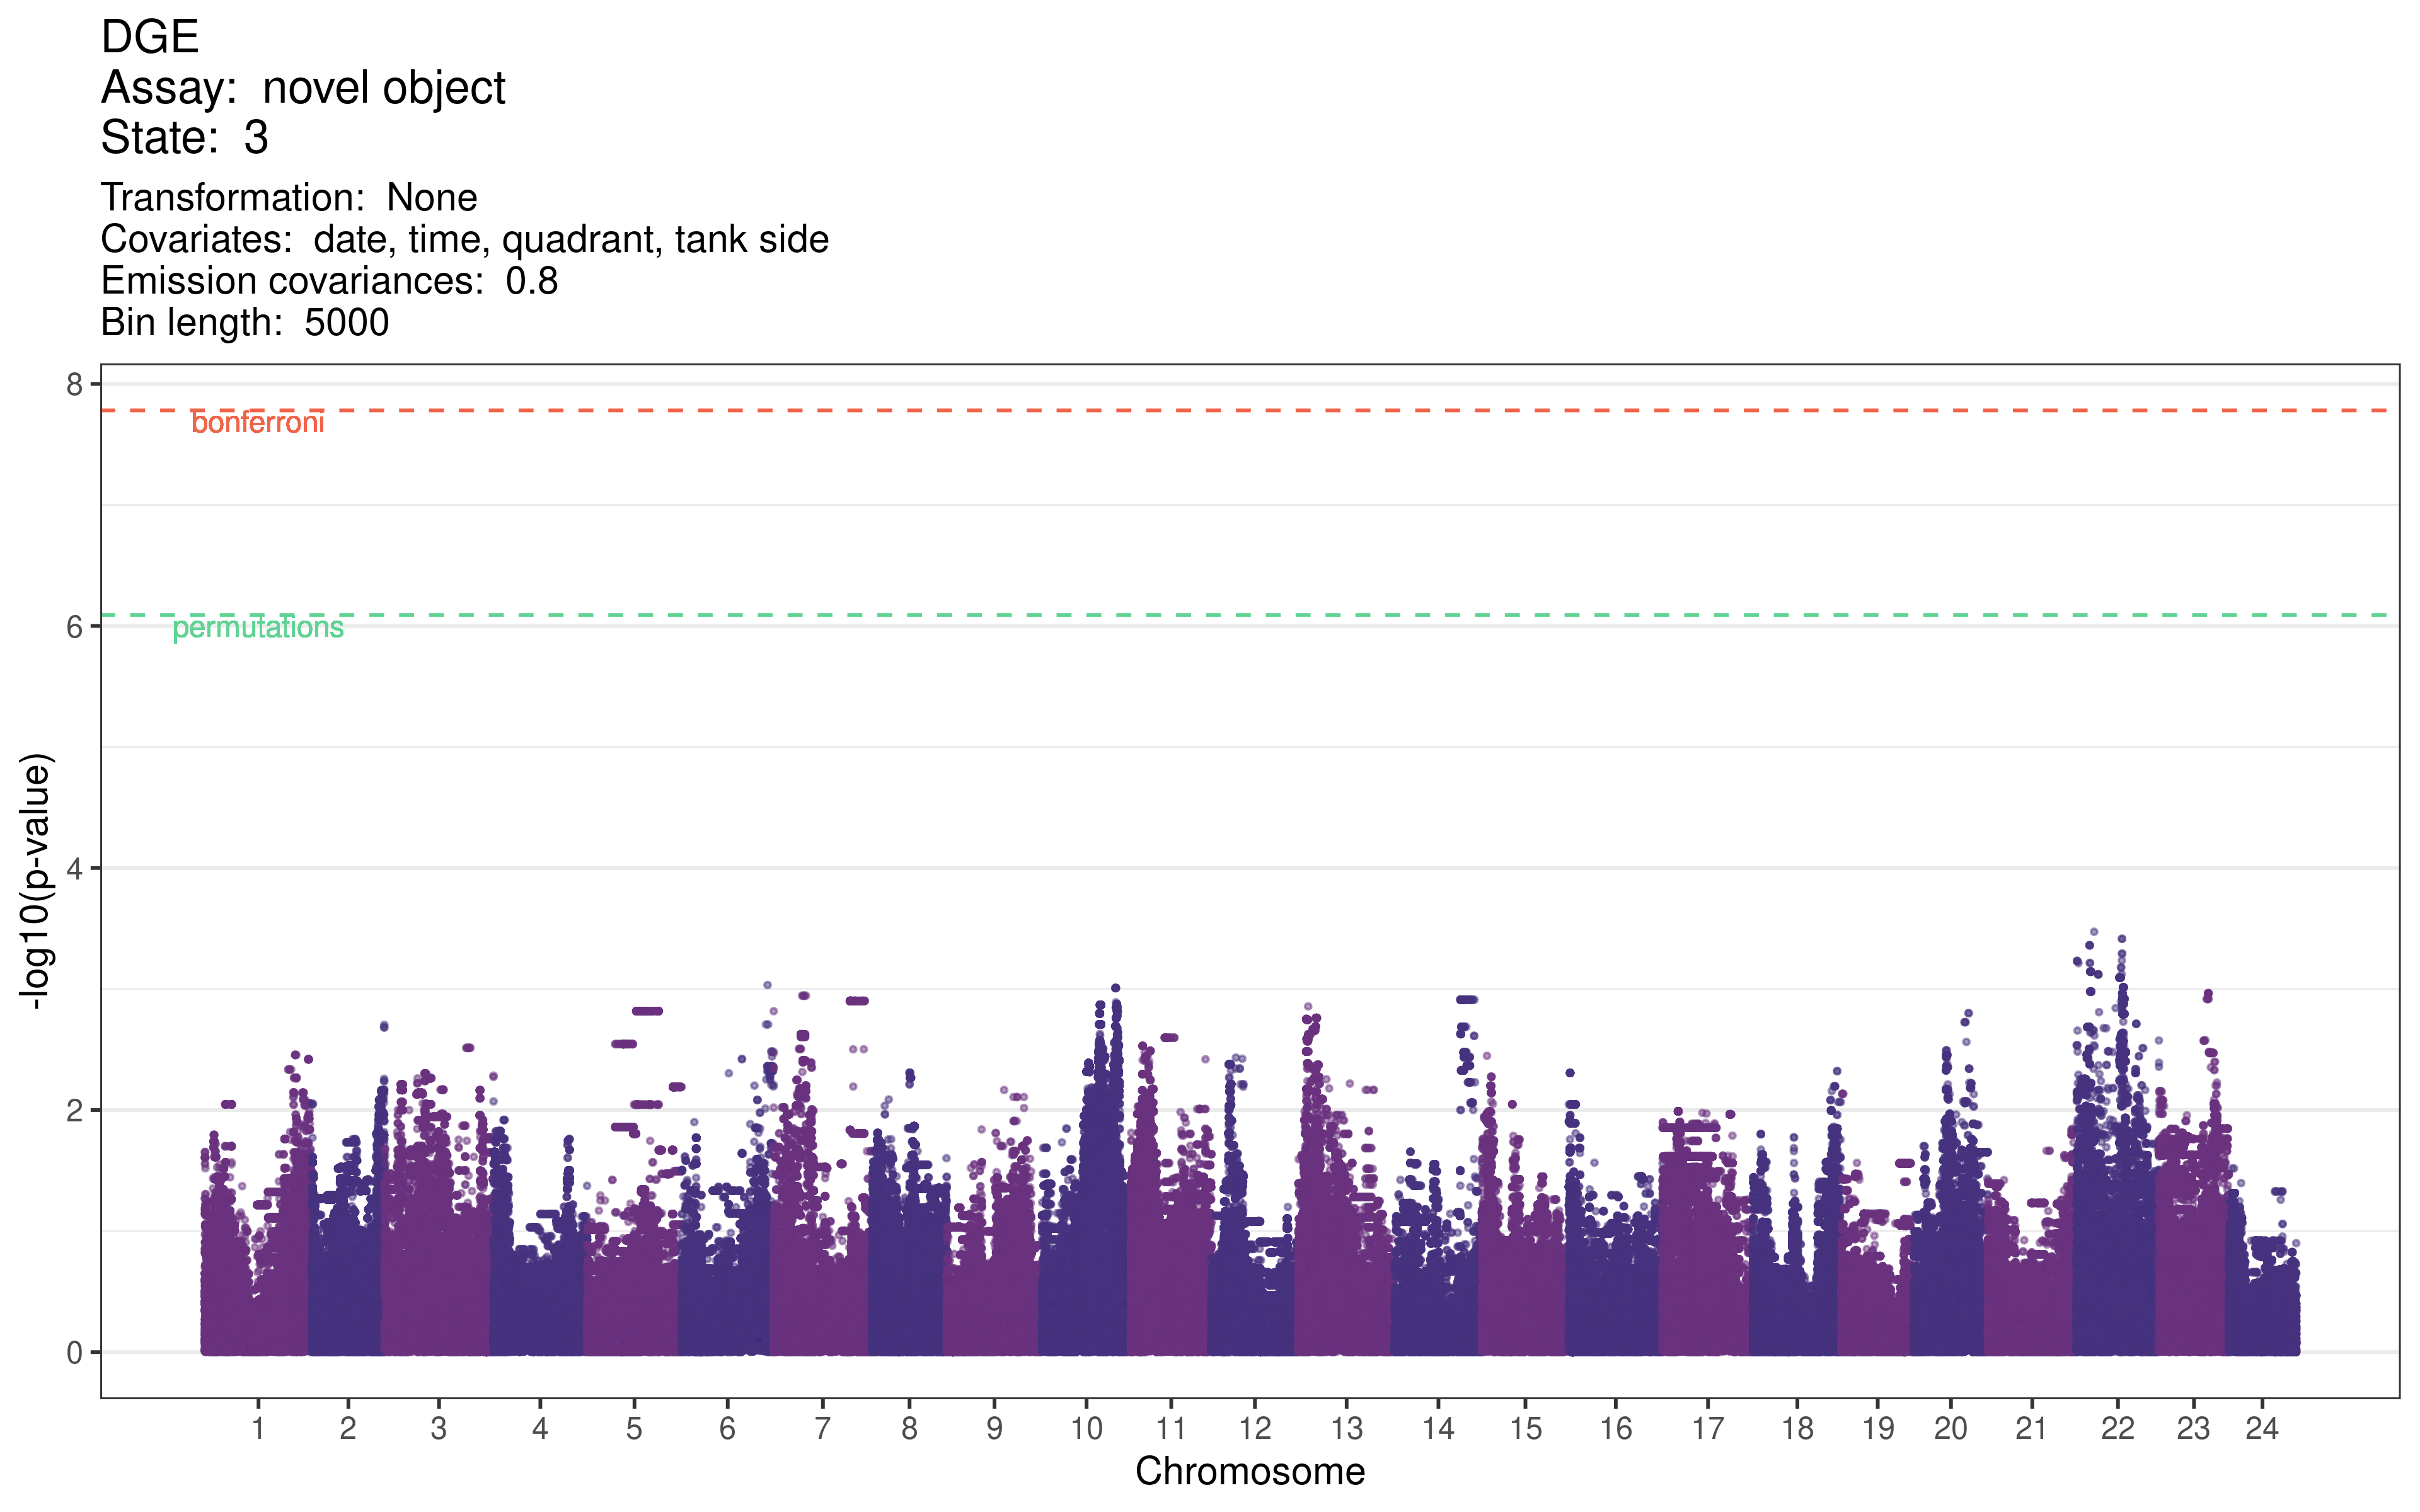 DGE
Assay:  novel object
State:  3
Transformation:  None
Covariates:  date, time, quadrant, tank side
Emission covariances:  0.8
Bin length:  5000
8
bonferroni
6
permutations
4
2
0
-log10(p-value)
1 2 3 4 5 6 7 8 9 10 11 12 13 14 15 16 17 18 19 20 21 22 23 24
Chromosome